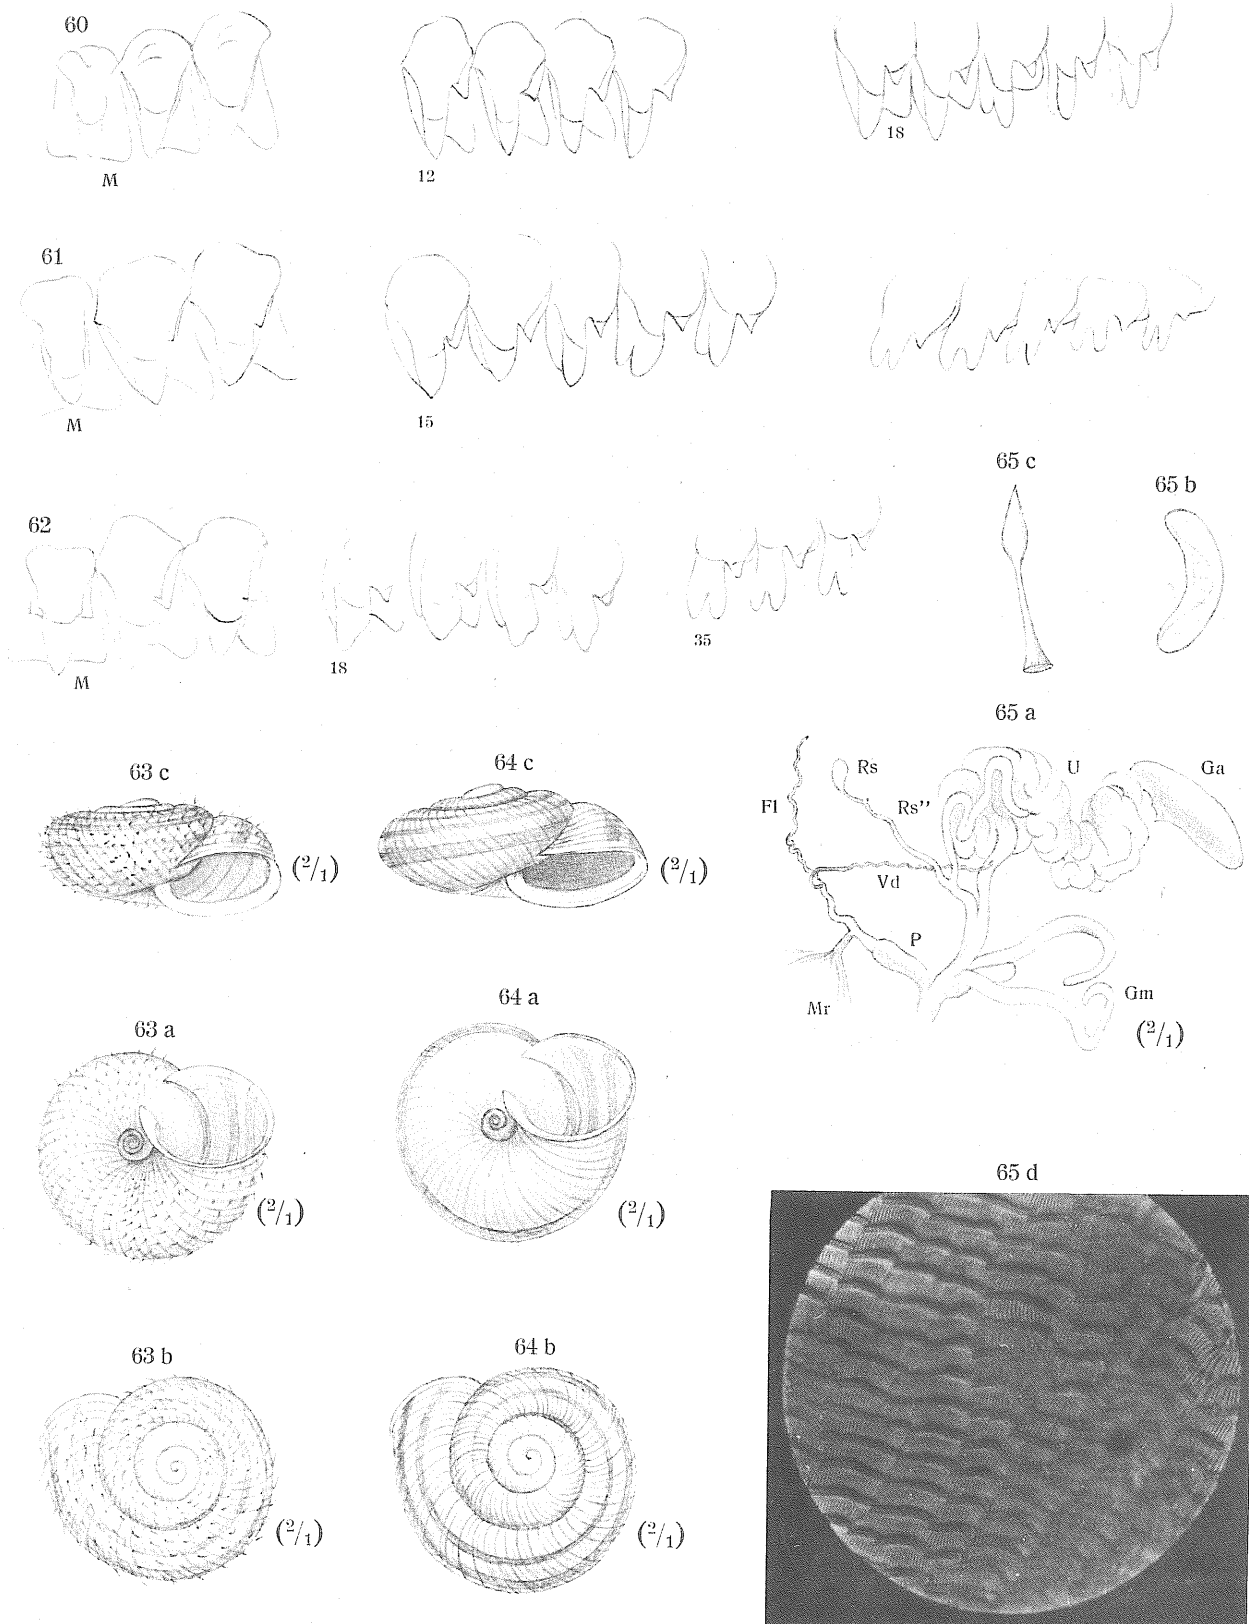 60
M
12
18
61
M
15
62
M
18
35
65 c
65 b
65 a
Fl
Rs
Rs''
U
Ga
Vd
P
Mr
Gm
(2/1)
63 c
(2/1)
64 c
(2/1)
63 a
(2/1)
64 a
(2/1)
65 d
63 b
(2/1)
64 b
(2/1)